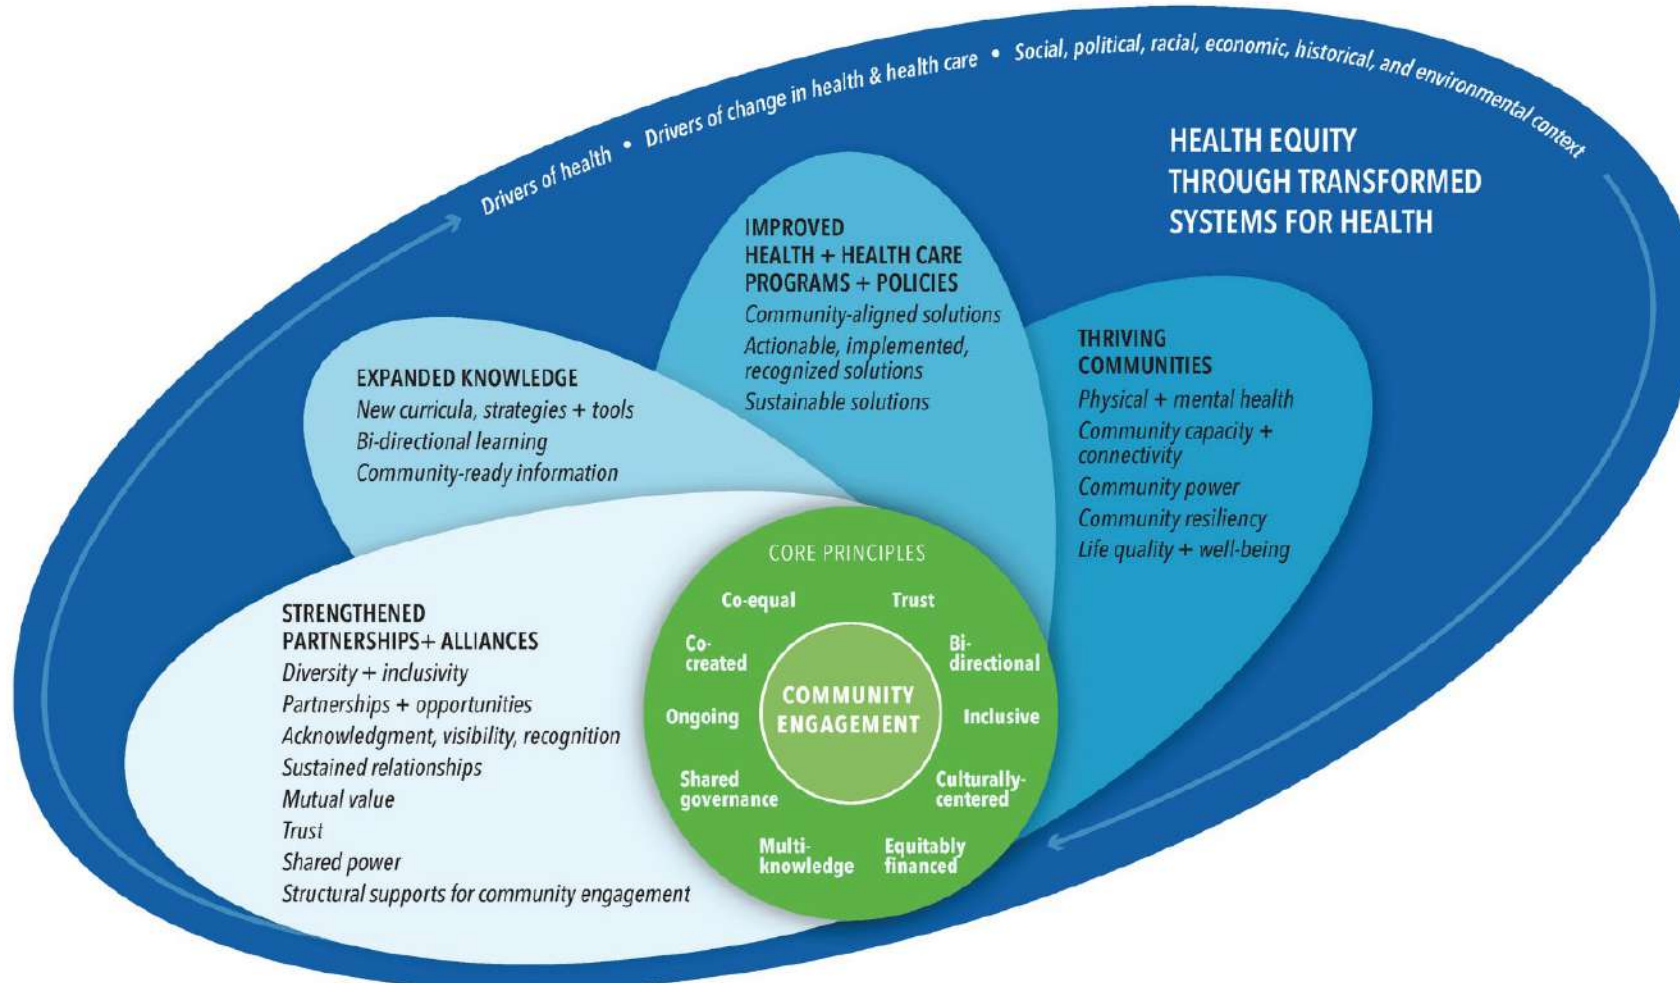 Drivers of health • Drivers of change in health & health care • Social, political, racial, economic, historical, and environmental context
HEALTH EQUITY
THROUGH TRANSFORMED
SYSTEMS FOR HEALTH
IMPROVED
HEALTH + HEALTH CARE
PROGRAMS + POLICIES
Community-aligned solutions
Actionable, implemented,
recognized solutions
Sustainable solutions
THRIVING
COMMUNITIES
Physical + mental health
Community capacity +
connectivity
Community power
Community resiliency
Life quality + well-being
EXPANDED KNOWLEDGE
New curricula, strategies + tools
Bi-directional learning
Community-ready information
STRENGTHENED
PARTNERSHIPS+ ALLIANCES
Diversity + inclusivity
Partnerships + opportunities
Acknowledgment, visibility, recognition
Sustained relationships
Mutual value
Trust
Shared power
Structural supports for community engagement
CORE PRINCIPLES
Co-equal
Trust
Co-
created
Bi-
directional
Ongoing
Inclusive
Shared
governance
Culturally-
centered
Multi-
knowledge
Equitably
financed
COMMUNITY
ENGAGEMENT